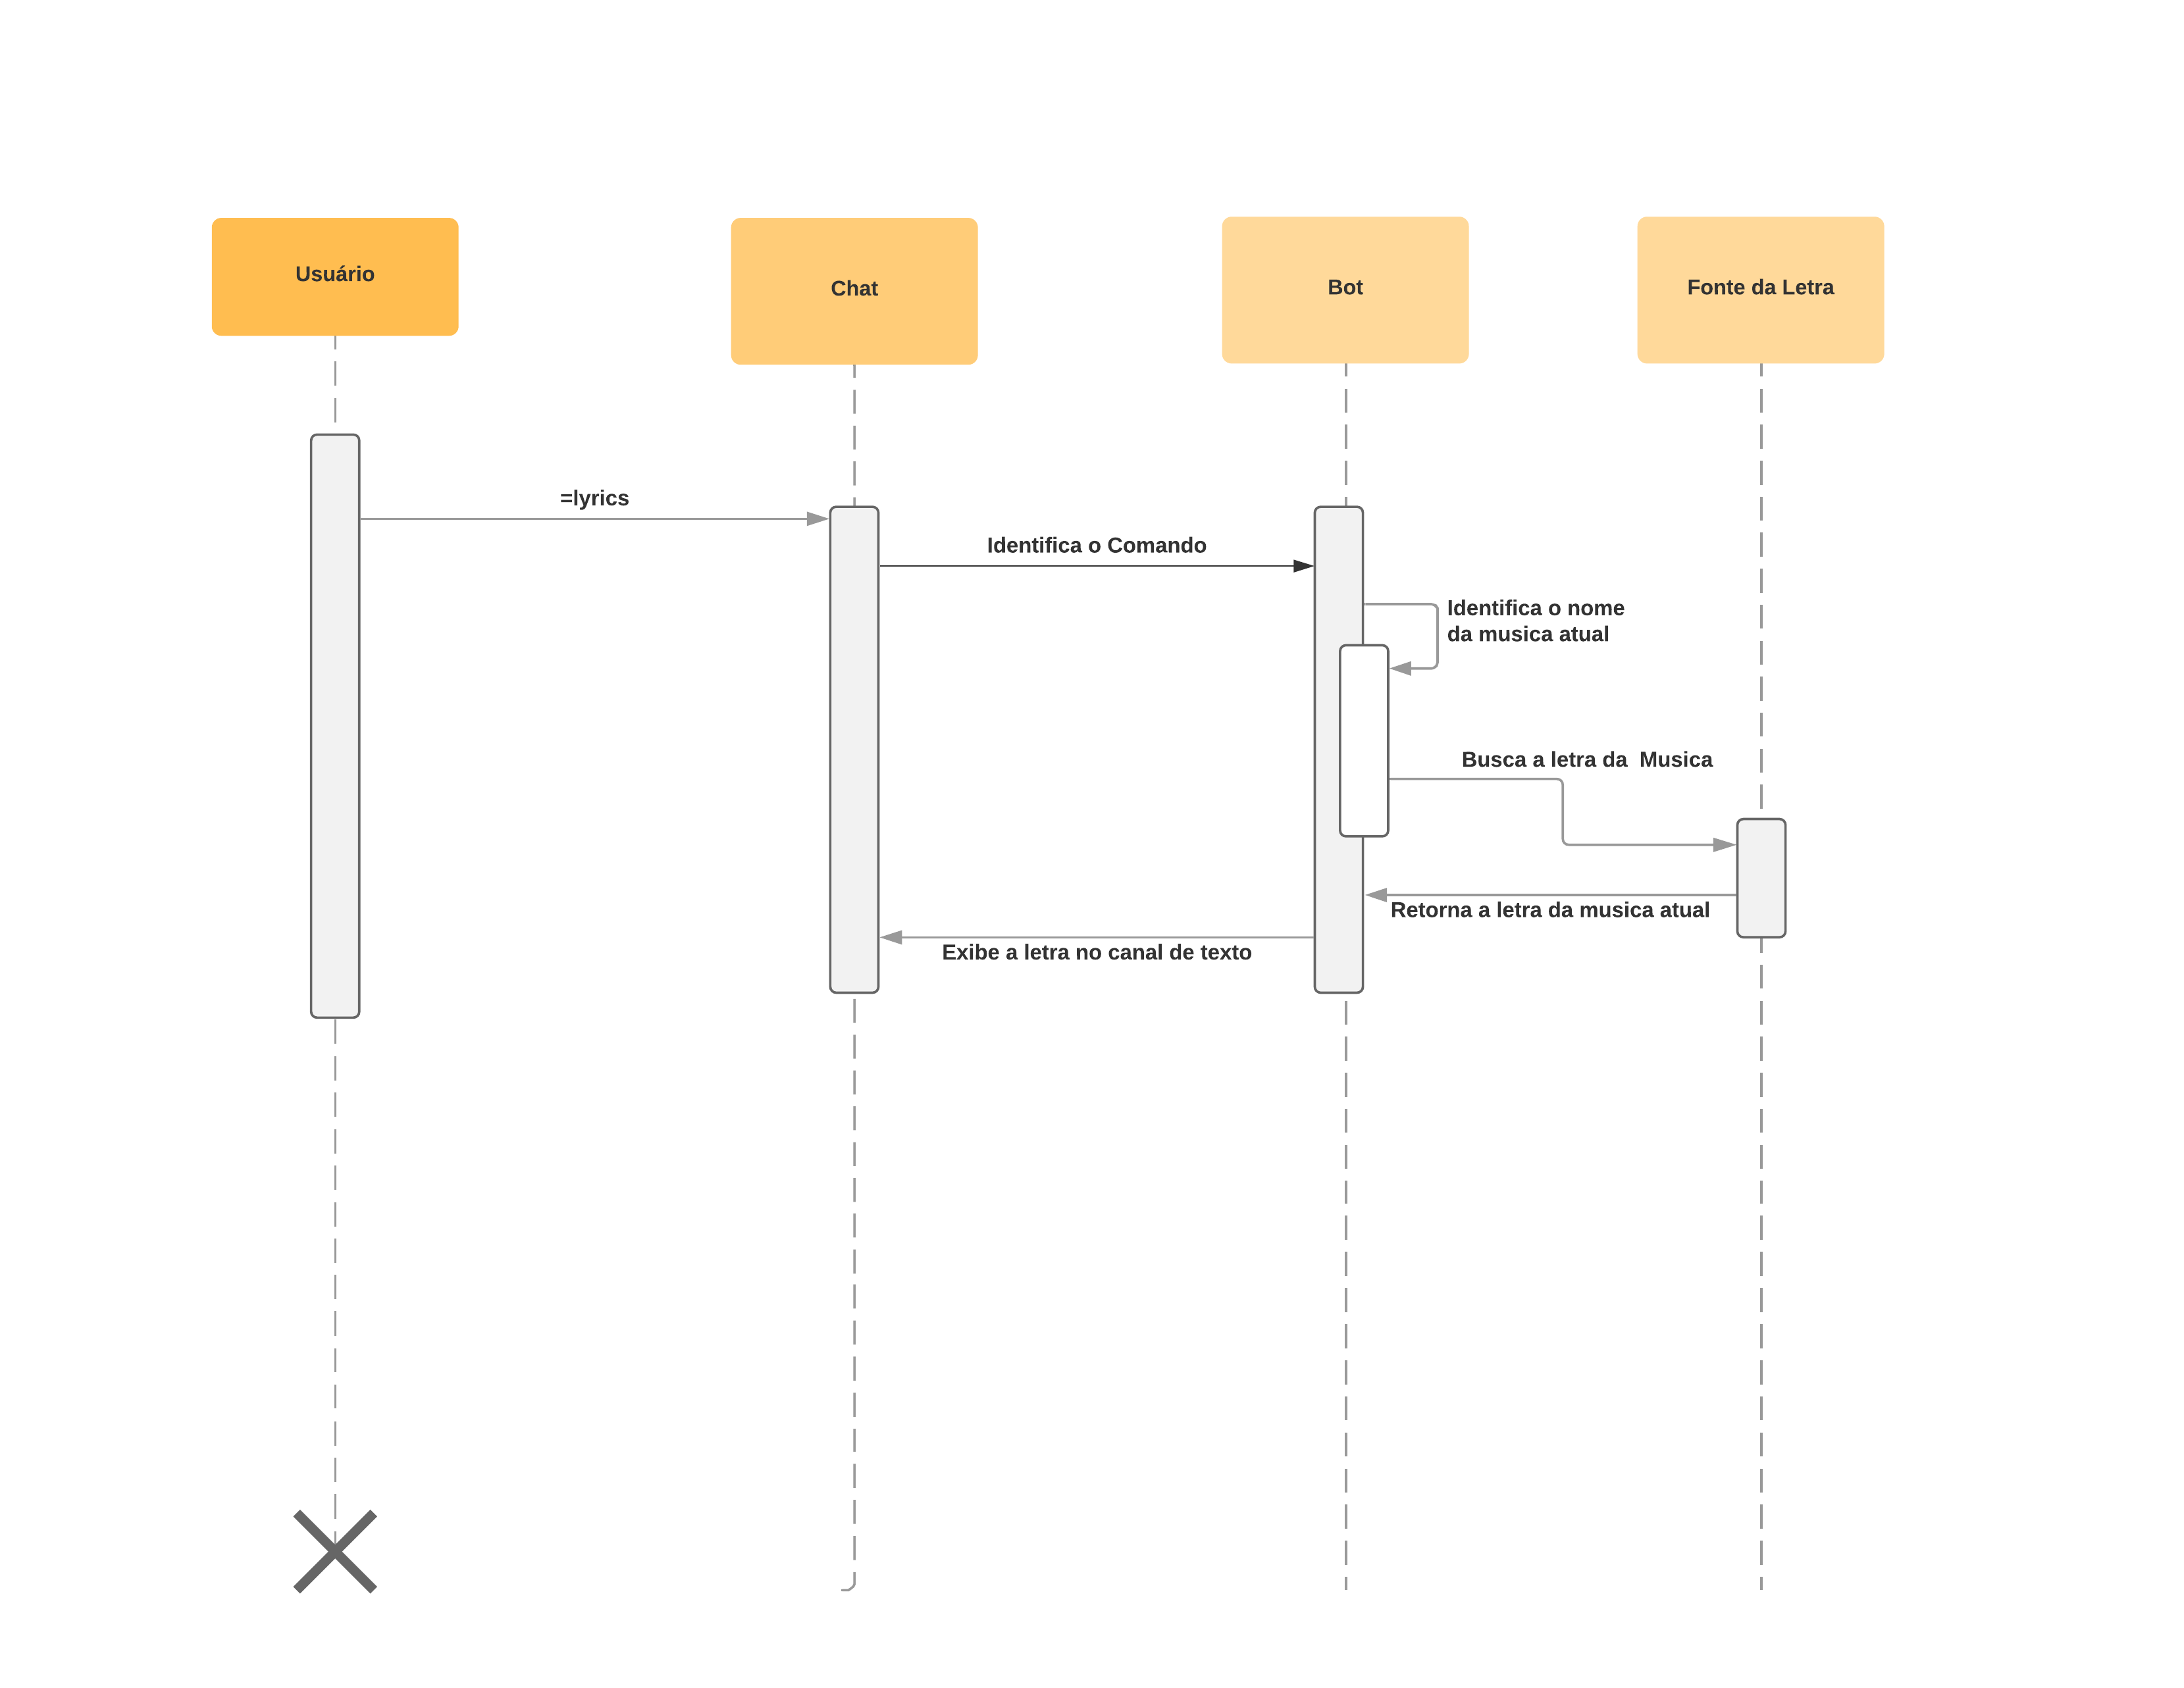 Usuário
Chat
Bot
Fonte da Letra
=lyrics
Identifica o Comando
Identifica o nome
da musica atual
Busca a letra da  Musica
Retorna a letra da musica atual
Exibe a letra no canal de texto